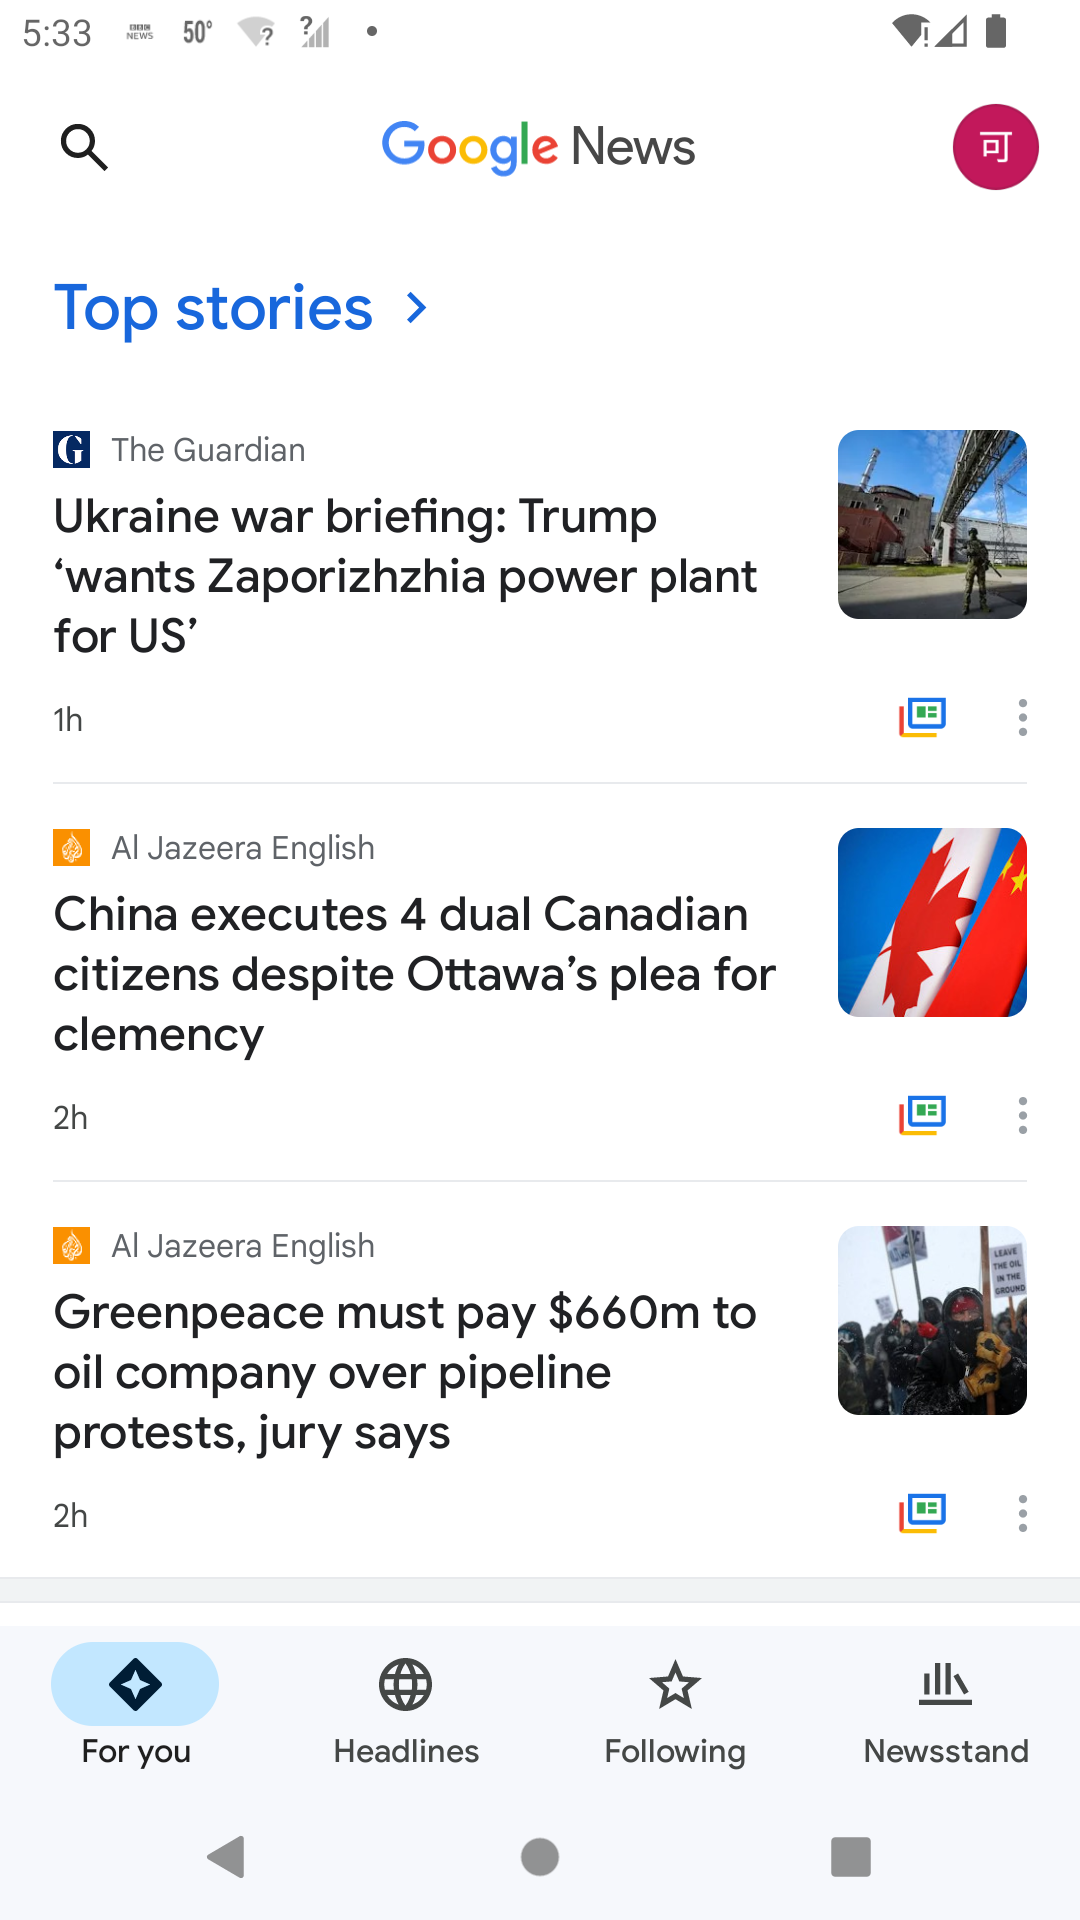 5:33 BBC NEWS 50° ? ? !
Google News 可
Top stories
G The Guardian
Ukraine war briefing: Trump
‘wants Zaporizhzhia power plant
for US’
1h
Al Jazeera English
China executes 4 dual Canadian
citizens despite Ottawa’s plea for
clemency
2h
Al Jazeera English
LEAVE
THE OIL
IN THE
GROUND
Greenpeace must pay $660m to
oil company over pipeline
protests, jury says
2h
For you Headlines Following Newsstand